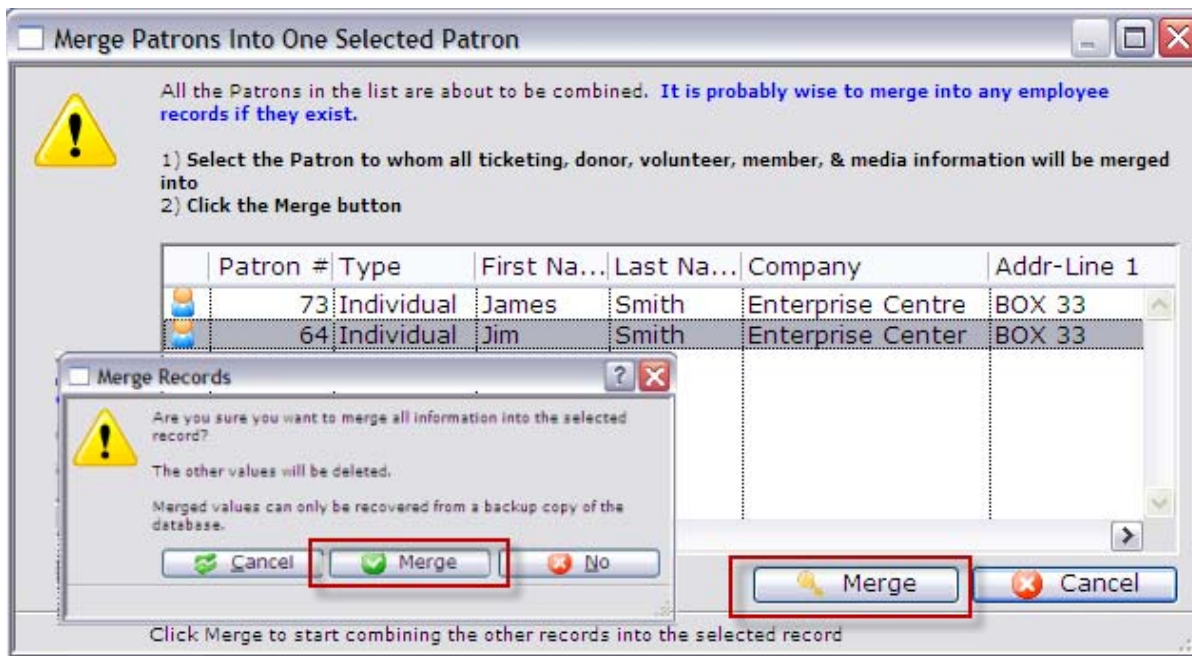 Merge Patrons Into One Selected Patron
All the Patrons in the list are about to be combined. It is probably wise to merge into any employee
records if they exist.
1) Select the Patron to whom all ticketing, donor, volunteer, member, & media information will be merged
into
2) Click the Merge button
Patron # Type First Na... Last Na... Company Addr-Line 1
73 Individual James Smith Enterprise Centre BOX 33
64 Individual Jim Smith Enterprise Center BOX 33
Merge Records
Are you sure you want to merge all information into the selected
record?
The other values will be deleted.
Merged values can only be recovered from a backup copy of the
database.
Cancel Merge No
Merge Cancel
Click Merge to start combining the other records into the selected record